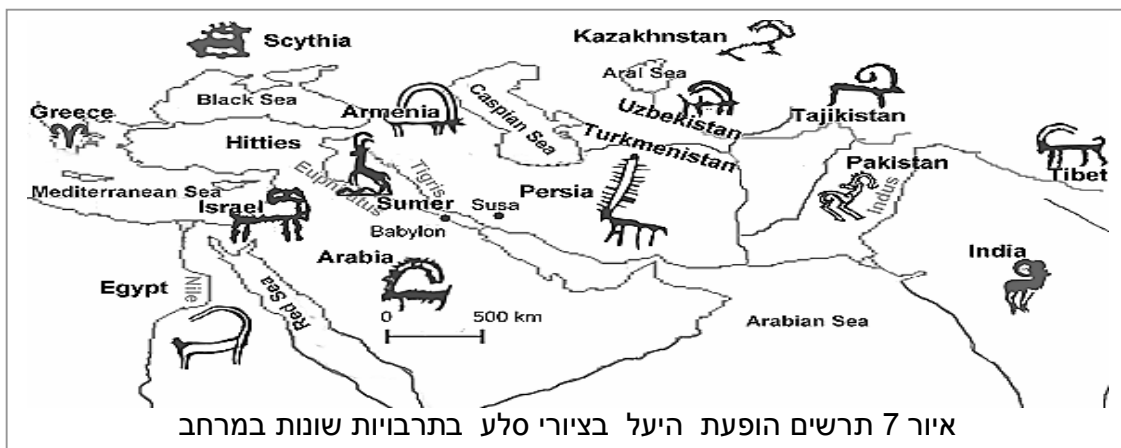 Scythia
Kazakhnstan
Aral Sea
Black Sea
Greece
Armenia
Caspian Sea
Uzbekistan
Tajikistan
Hitties
Turkmenistan
Pakistan
Tibet
Mediterranean Sea
Tigris
Persia
Indus
Israel
Sumer
Susa
Babylon
Arabia
India
Egypt
Nile
Red Sea
0 500 km
Arabian Sea
איור 7 תרשים הופעת היעל בציורי סלע בתרבויות שונות במרחב